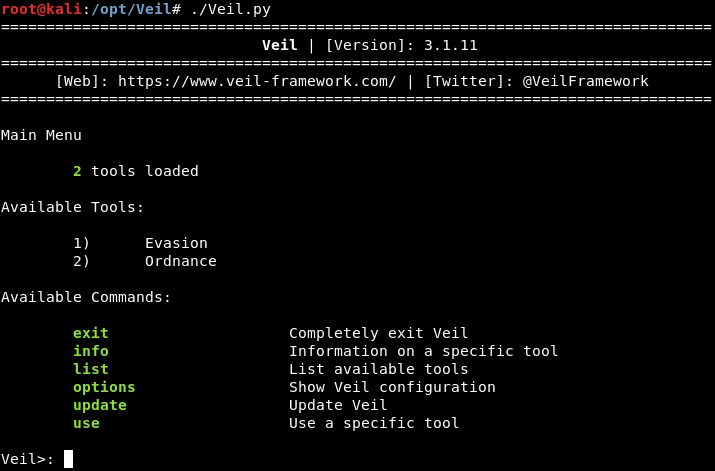 root@kali:/opt/Veil# ./Veil.py
===============================================================================
Veil | [Version]: 3.1.11
===============================================================================
[Web]: https://www.veil-framework.com/ | [Twitter]: @VeilFramework
===============================================================================
Main Menu
2 tools loaded
Available Tools:
1) Evasion
2) Ordnance
Available Commands:
exit Completely exit Veil
info Information on a specific tool
list List available tools
options Show Veil configuration
update Update Veil
use Use a specific tool
Veil>: